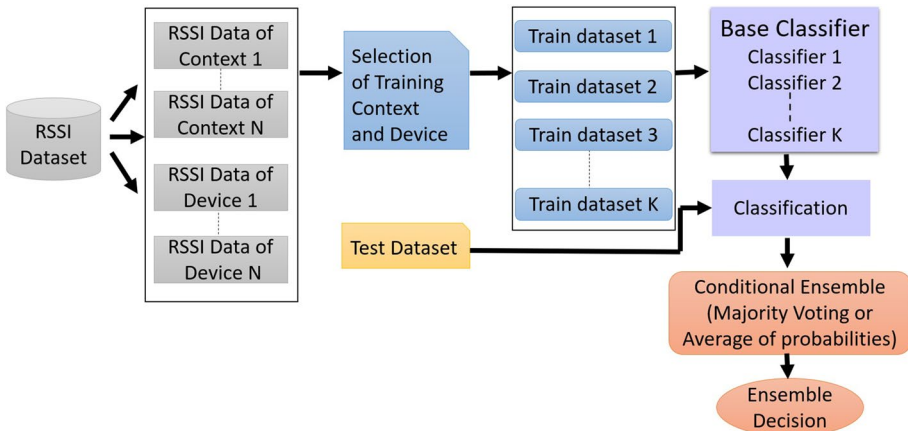 RSSI
Dataset
RSSI Data of
Context 1
RSSI Data of
Context N
RSSI Data of
Device 1
RSSI Data of
Device N
Selection
of Training
Context
and Device
Test Dataset
Train dataset 1
Train dataset 2
Train dataset 3
Train dataset K
Base Classifier
Classifier 1
Classifier 2
Classifier K
Classification
Conditional Ensemble
(Majority Voting or
Average of probabilities)
Ensemble
Decision